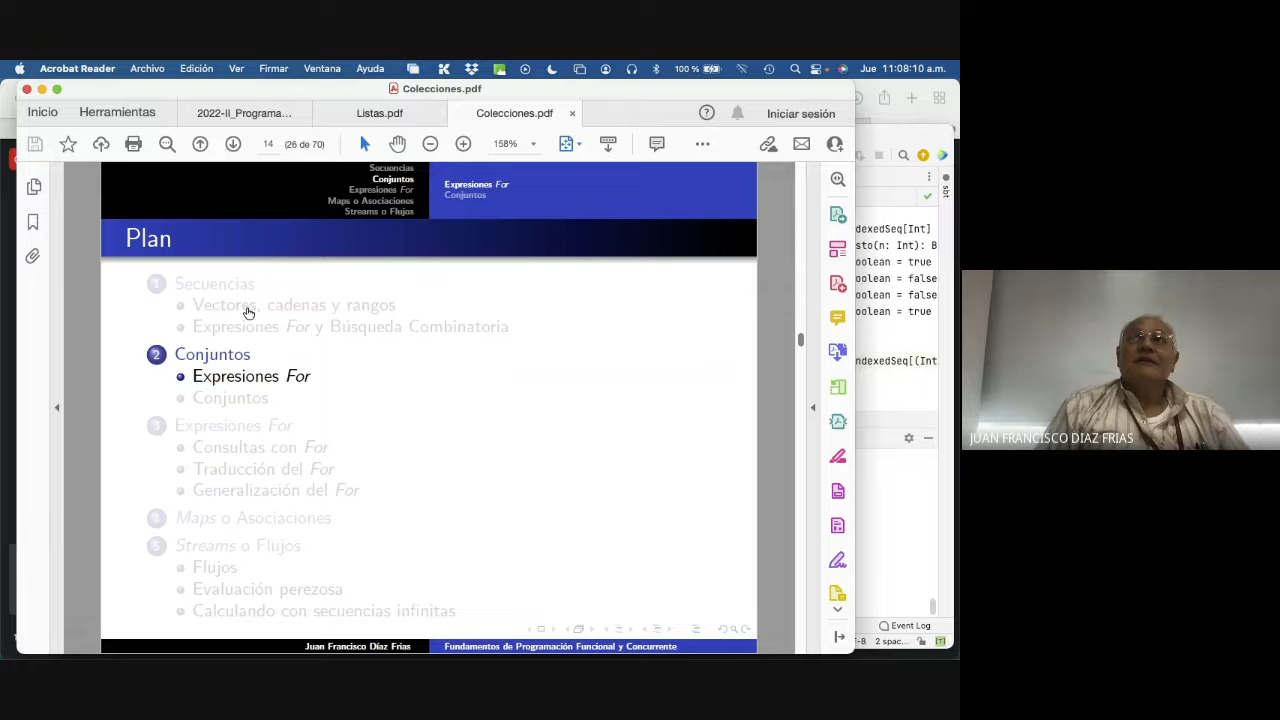 Acrobat Reader Archivo Edición Ver Firmar Ventana Ayuda 100 % Jue 11:08:10 a.m.
Colecciones.pdf
Inicio Herramientas 2022-II_Programa... Listas.pdf Colecciones.pdf × Iniciar sesión
14 (26 de 70) 158%
Secuencias
Conjuntos
Expresiones For
Maps o Asociaciones
Streams o Flujos
Expresiones For
Conjuntos
Plan
1 Secuencias
Vectores, cadenas y rangos
Expresiones For y Búsqueda Combinatoria
2 Conjuntos
Expresiones For
Conjuntos
3 Expresiones For
Consultas con For
Traducción del For
Generalización del For
4 Maps o Asociaciones
5 Streams o Flujos
Flujos
Evaluación perezosa
Calculando con secuencias infinitas
Juan Francisco Díaz Frias Fundamentos de Programación Funcional y Concurrente
sbt
dexedSeq[Int]
sto(n: Int): B
oolean = true
oolean = false
oolean = false
oolean = true
ndexedSeq[(Int
Event Log
F-8 2 spac...
JUAN FRANCISCO DIAZ FRIAS